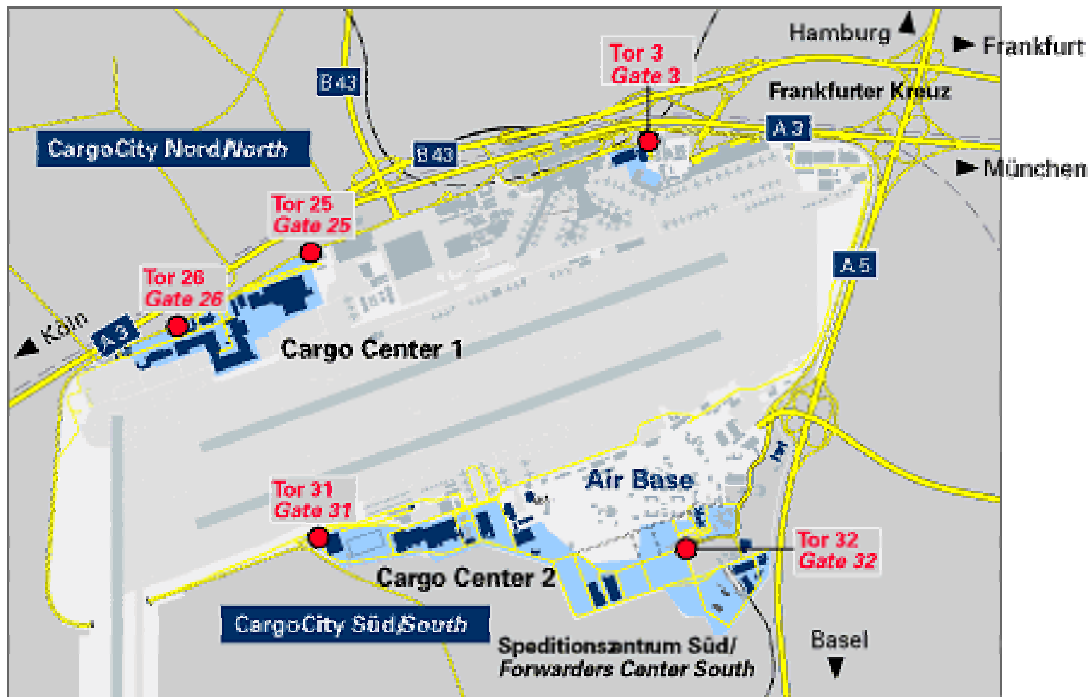 Hamburg
Frankfurt
Tor 3
Gate 3
B 43
Frankfurter Kreuz
A 3
CargoCity Nord/North
B 43
München
Tor 25
Gate 25
A 5
Tor 26
Gate 26
Köln
A 3
Cargo Center 1
Air Base
Tor 31
Gate 31
Tor 32
Gate 32
Cargo Center 2
CargoCity Süd/South
Speditionszentrum Süd/
Forwarders Center South
Basel